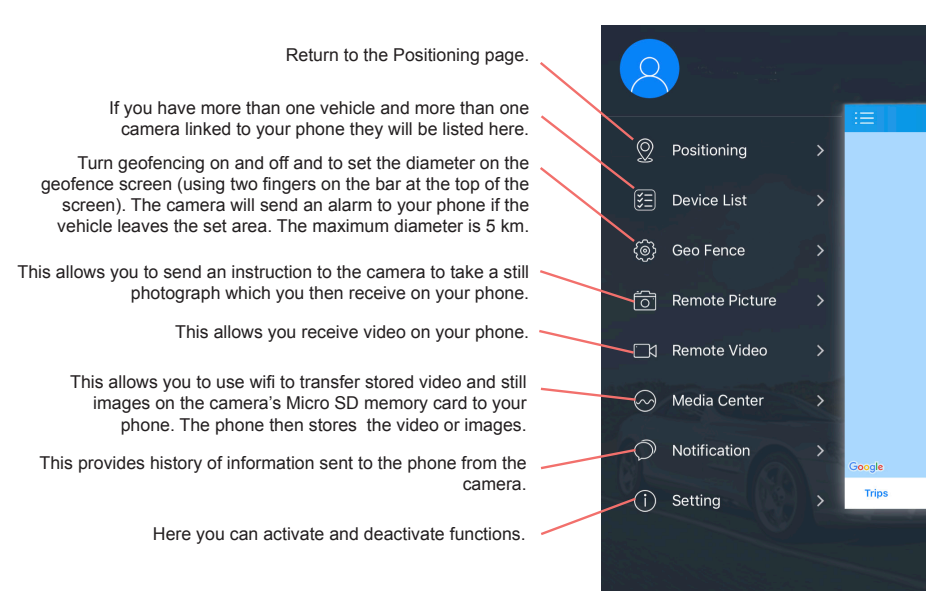 Return to the Positioning page.
If you have more than one vehicle and more than one
camera linked to your phone they will be listed here.
Turn geofencing on and off and to set the diameter on the
geofence screen (using two fingers on the bar at the top of the
screen). The camera will send an alarm to your phone if the
vehicle leaves the set area. The maximum diameter is 5 km.
This allows you to send an instruction to the camera to take a still
photograph which you then receive on your phone.
This allows you receive video on your phone.
This allows you to use wifi to transfer stored video and still
images on the camera's Micro SD memory card to your
phone. The phone then stores  the video or images.
This provides history of information sent to the phone from the
camera.
Here you can activate and deactivate functions.
Positioning
Device List
Geo Fence
Remote Picture
Remote Video
Media Center
Notification
Setting
Google
Trips